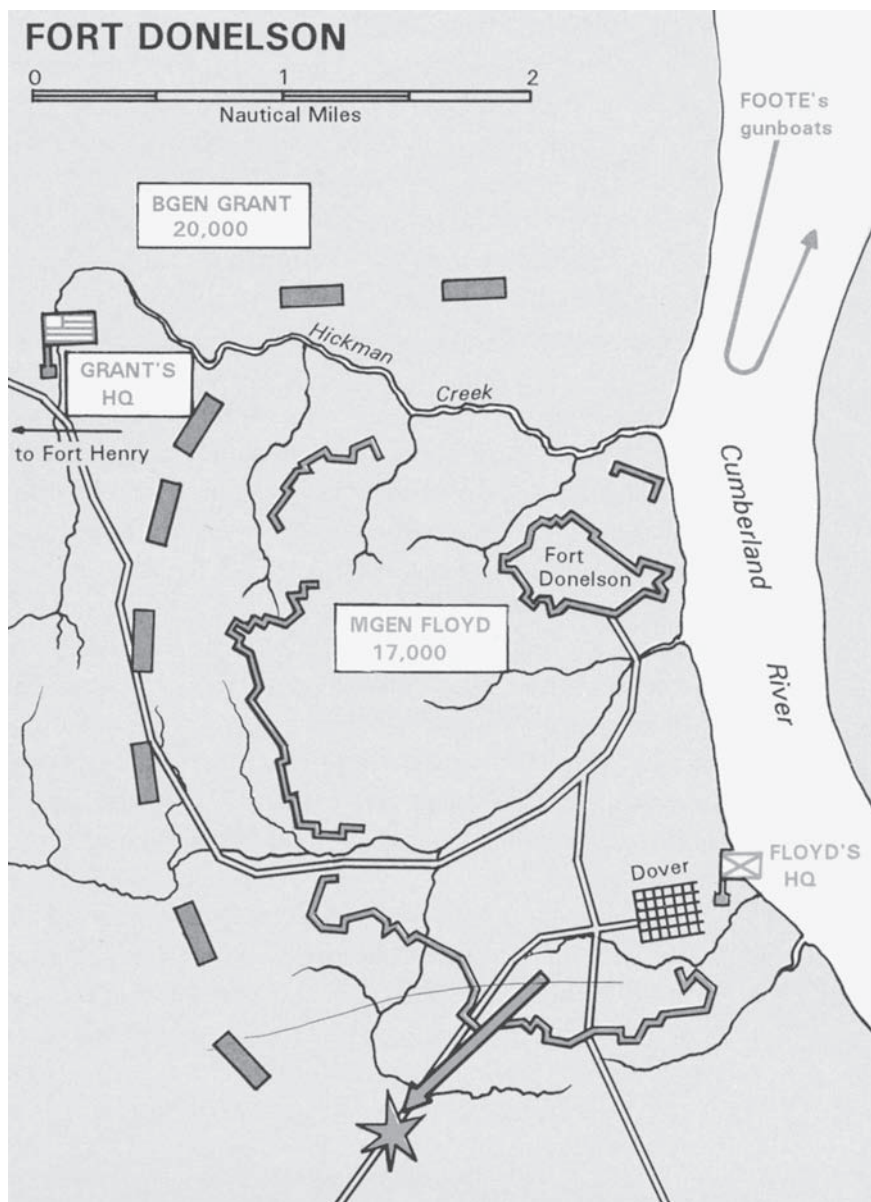 FORT DONELSON
0 1 2
Nautical Miles
FOOTE's
gunboats
BGEN GRANT
20,000
Hickman
Creek
GRANT'S
HQ
to Fort Henry
Cumberland
River
Fort
Donelson
MGEN FLOYD
17,000
Dover
FLOYD'S
HQ